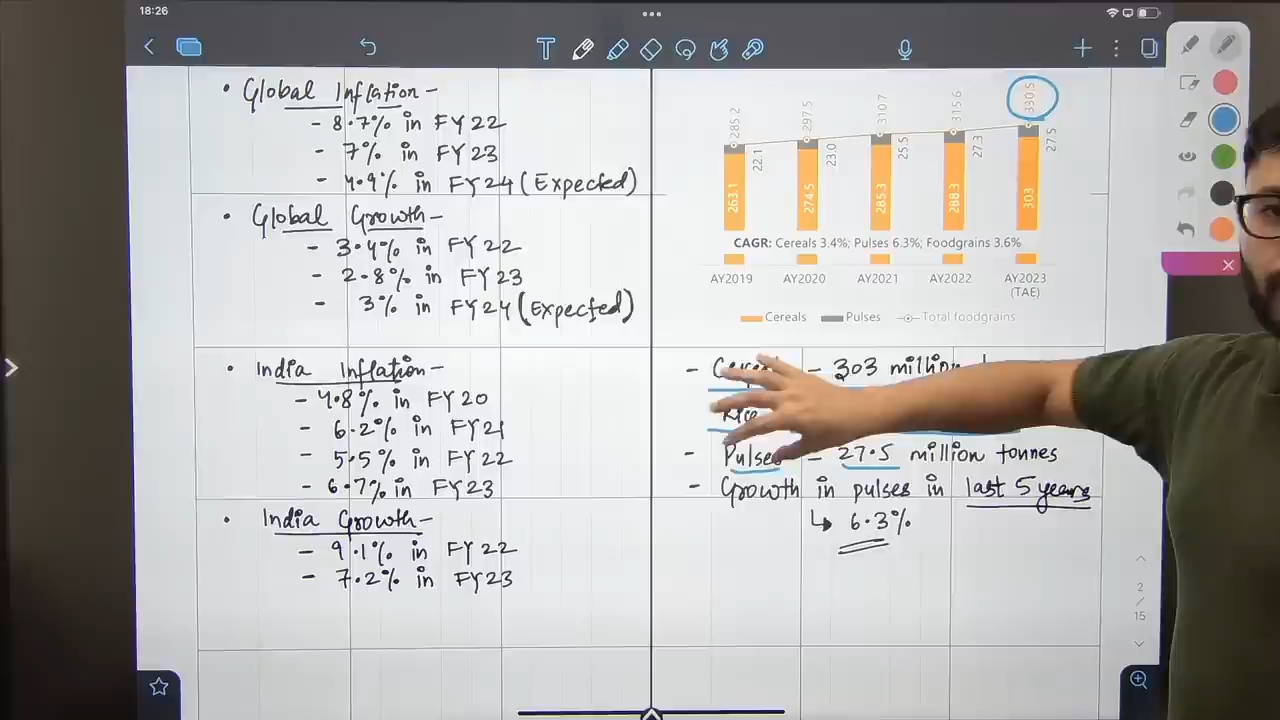 18:26
• Global Inflation -
- 8.7% in FY22
- 7% in FY23
- 4.9% in FY24 (Expected)
• Global Growth -
- 3.4% in FY22
- 2.8% in FY23
- 3% in FY24 (Expected)
• India Inflation -
- 4.8% in FY20
- 6.2% in FY21
- 5.5% in FY22
- 6.7% in FY23
• India Growth -
- 9.1% in FY22
- 7.2% in FY23
285.2 297.5 310.7 315.6 330.5
22.1 23.0 25.5 27.3 27.5
263.1 274.5 285.3 288.3 303
CAGR: Cereals 3.4%; Pulses 6.3%; Foodgrains 3.6%
AY2019 AY2020 AY2021 AY2022 AY2023
(TAE)
Cereals Pulses Total foodgrains
- 303 million
- Pulses - 27.5 million tonnes
- Growth in pulses in last 5 years
↳ 6.3%
2
/
15